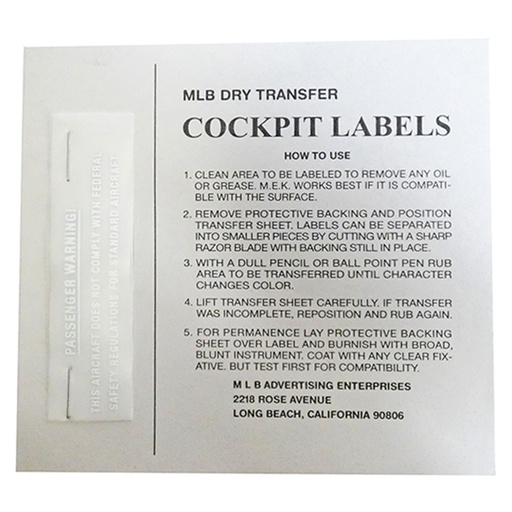 MLB DRY TRANSFER
COCKPIT LABELS
HOW TO USE
1. CLEAN AREA TO BE LABELED TO REMOVE ANY OIL
OR GREASE. M.E.K. WORKS BEST IF IT IS COMPATI-
BLE WITH THE SURFACE.
2. REMOVE PROTECTIVE BACKING AND POSITION
TRANSFER SHEET. LABELS CAN BE SEPARATED
INTO SMALLER PIECES BY CUTTING WITH A SHARP
RAZOR BLADE WITH BACKING STILL IN PLACE.
3. WITH A DULL PENCIL OR BALL POINT PEN RUB
AREA TO BE TRANSFERRED UNTIL CHARACTER
CHANGES COLOR.
4. LIFT TRANSFER SHEET CAREFULLY. IF TRANSFER
WAS INCOMPLETE, REPOSITION AND RUB AGAIN.
5. FOR PERMANENCE LAY PROTECTIVE BACKING
SHEET OVER LABEL AND BURNISH WITH BROAD,
BLUNT INSTRUMENT. COAT WITH ANY CLEAR FIX-
ATIVE. BUT TEST FIRST FOR COMPATIBILITY.
M L B ADVERTISING ENTERPRISES
2218 ROSE AVENUE
LONG BEACH, CALIFORNIA 90806
PASSENGER WARNING!
THIS AIRCRAFT DOES NOT COMPLY WITH FEDERAL
SAFETY REGULATIONS FOR STANDARD AIRCRAFT